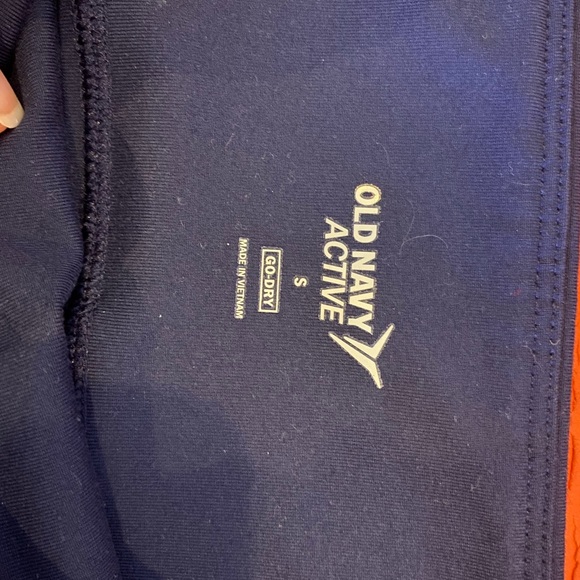 OLD NAVY
ACTIVE
S
GO-DRY
MADE IN VIETNAM